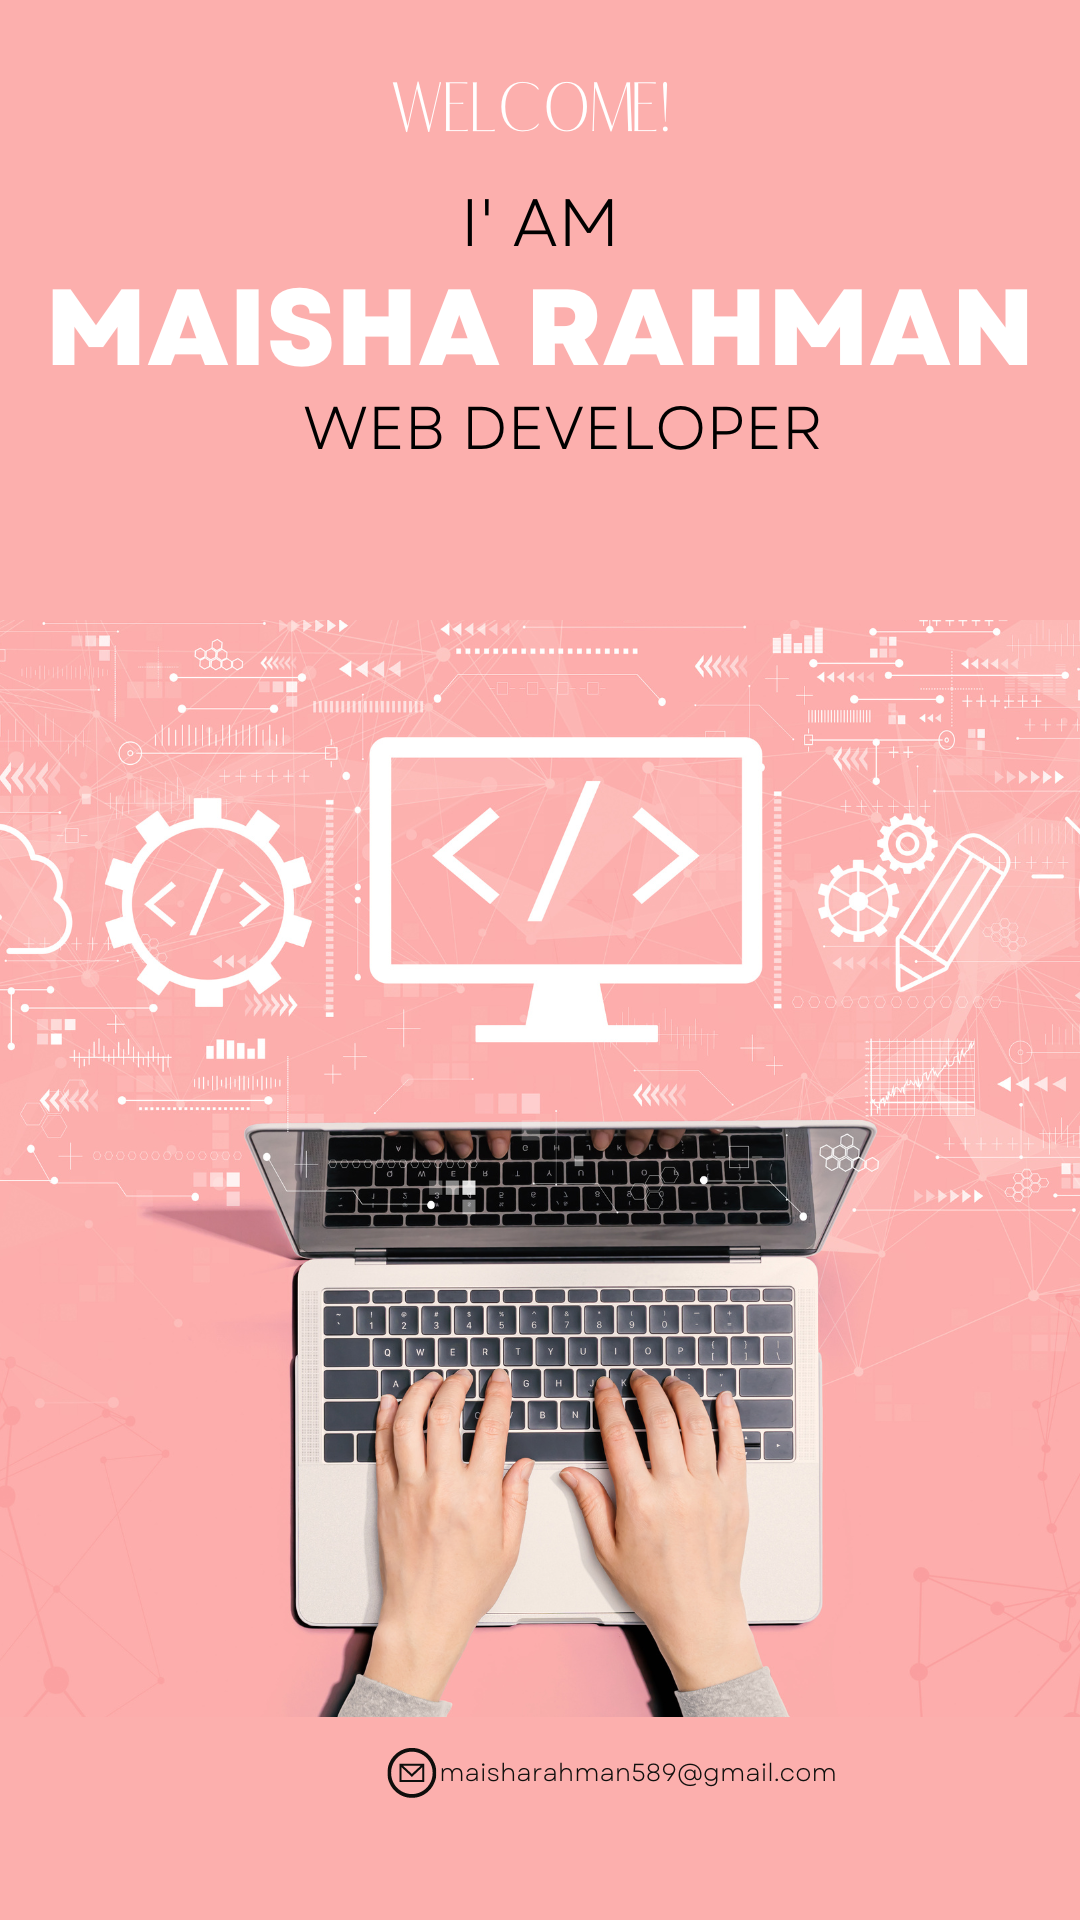 WELCOME!
I' AM
MAISHA RAHMAN
WEB DEVELOPER
</>
</>
maisharahman589@gmail.com